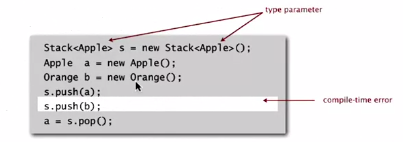 type parameter
Stack<Apple> s = new Stack<Apple>();
Apple  a = new Apple();
Orange b = new Orange();
s.push(a);
s.push(b);
compile-time error
a = s.pop();